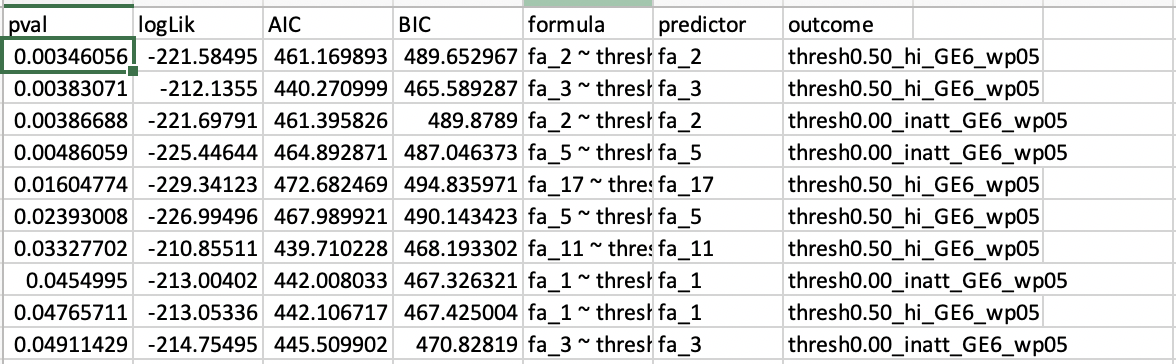 pval logLik AIC BIC formula predictor outcome
0.00346056 -221.58495 461.169893 489.652967 fa_2 ~ thresh fa_2 thresh0.50_hi_GE6_wp05
0.00383071 -212.1355 440.270999 465.589287 fa_3 ~ thresh fa_3 thresh0.50_hi_GE6_wp05
0.00386688 -221.69791 461.395826 489.8789 fa_2 ~ thresh fa_2 thresh0.00_inatt_GE6_wp05
0.00486059 -225.44644 464.892871 487.046373 fa_5 ~ thresh fa_5 thresh0.00_inatt_GE6_wp05
0.01604774 -229.34123 472.682469 494.835971 fa_17 ~ thres fa_17 thresh0.50_hi_GE6_wp05
0.02393008 -226.99496 467.989921 490.143423 fa_5 ~ thresh fa_5 thresh0.50_hi_GE6_wp05
0.03327702 -210.85511 439.710228 468.193302 fa_11 ~ thres fa_11 thresh0.50_hi_GE6_wp05
0.0454995 -213.00402 442.008033 467.326321 fa_1 ~ thresh fa_1 thresh0.00_inatt_GE6_wp05
0.04765711 -213.05336 442.106717 467.425004 fa_1 ~ thresh fa_1 thresh0.50_hi_GE6_wp05
0.04911429 -214.75495 445.509902 470.82819 fa_3 ~ thresh fa_3 thresh0.00_inatt_GE6_wp05